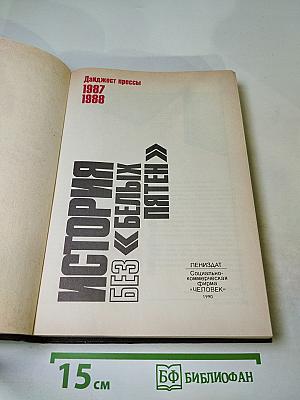 Дайджест прессы
1987
1988
ИСТОРИЯ
БЕЗ «БЕЛЫХ
ПЯТЕН»
ЛЕНИЗДАТ
Социально-
коммерческая
фирма
«ЧЕЛОВЕК»
1990
15 см
БФ БИБЛИОФАН